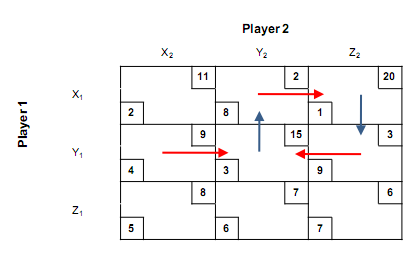 Player 2
X2 Y2 Z2
11 2 20
X1
2 8 1
9 15 3
Y1
4 3 9
8 7 6
Z1
5 6 7
Player 1